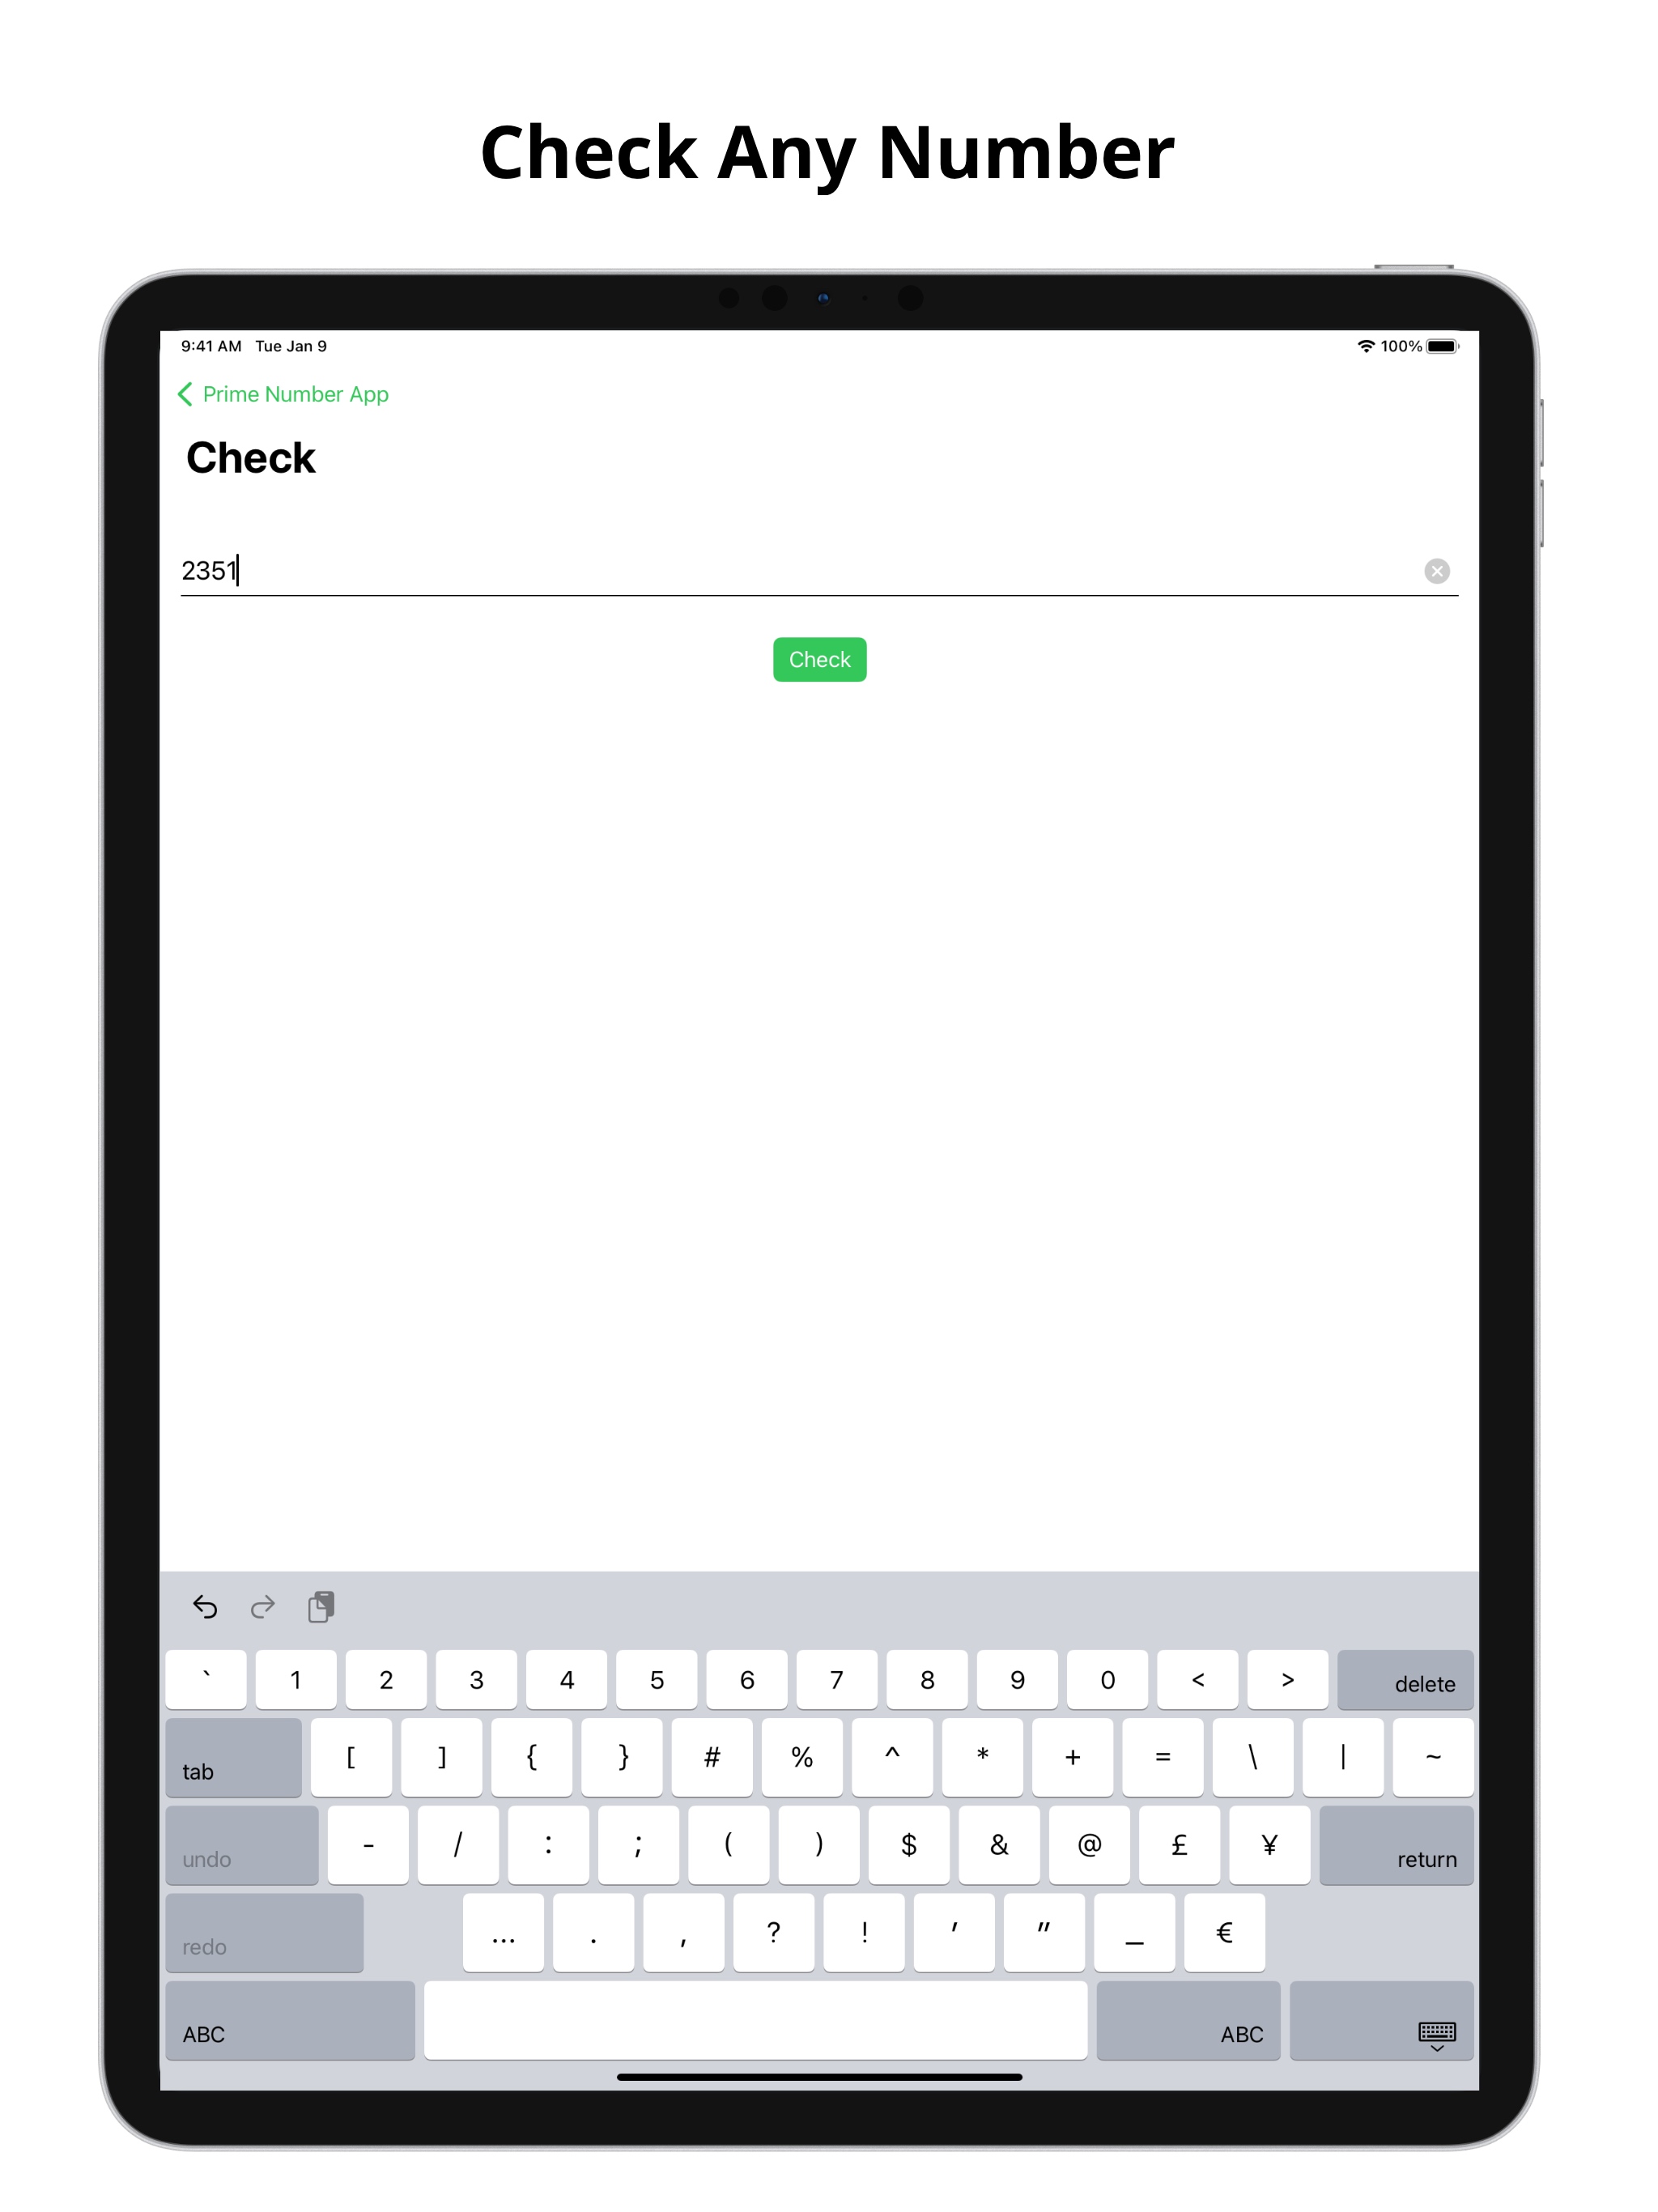 Check Any Number
9:41 AM Tue Jan 9 100%
Prime Number App
Check
2351
Check
` 1 2 3 4 5 6 7 8 9 0 < > delete
tab [ ] { } # % ^ * + = \ | ~
undo - / : ; ( ) $ & @ £ ¥ return
redo … . , ? ! ' " _ €
ABC ABC